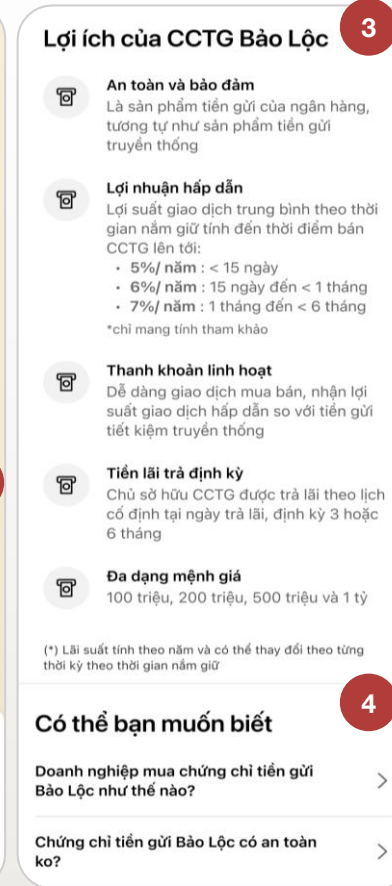 Lợi ích của CCTG Bảo Lộc
3
An toàn và bảo đảm
Là sản phẩm tiền gửi của ngân hàng,
tương tự như sản phẩm tiền gửi
truyền thống
Lợi nhuận hấp dẫn
Lợi suất giao dịch trung bình theo thời
gian nắm giữ tính đến thời điểm bán
CCTG lên tới:
• 5%/ năm : < 15 ngày
• 6%/ năm : 15 ngày đến < 1 tháng
• 7%/ năm : 1 tháng đến < 6 tháng
*chỉ mang tính tham khảo
Thanh khoản linh hoạt
Dễ dàng giao dịch mua bán, nhận lợi
suất giao dịch hấp dẫn so với tiền gửi
tiết kiệm truyền thống
Tiền lãi trả định kỳ
Chủ sở hữu CCTG được trả lãi theo lịch
cố định tại ngày trả lãi, định kỳ 3 hoặc
6 tháng
Đa dạng mệnh giá
100 triệu, 200 triệu, 500 triệu và 1 tỷ
(*) Lãi suất tính theo năm và có thể thay đổi theo từng
thời kỳ theo thời gian nắm giữ
4
Có thể bạn muốn biết
Doanh nghiệp mua chứng chỉ tiền gửi
Bảo Lộc như thế nào?
Chứng chỉ tiền gửi Bảo Lộc có an toàn
ko?